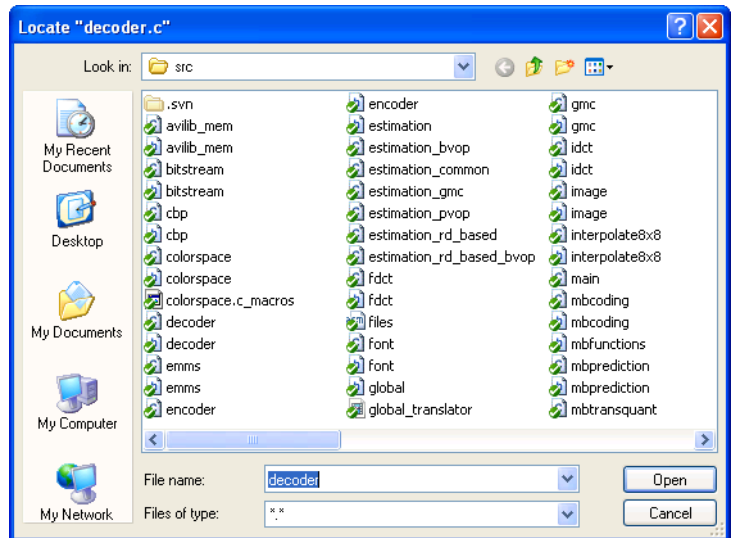 Locate "decoder.c"
Look in:
src
My Recent
Documents
Desktop
My Documents
My Computer
My Network
.svn
avilib_mem
avilib_mem
bitstream
bitstream
cbp
cbp
colorspace
colorspace
colorspace.c_macros
decoder
decoder
emms
emms
encoder
encoder
estimation
estimation_bvop
estimation_common
estimation_gmc
estimation_pvop
estimation_rd_based
estimation_rd_based_bvop
fdct
fdct
files
font
font
global
global_translator
gmc
gmc
idct
idct
image
image
interpolate8x8
interpolate8x8
main
mbcoding
mbcoding
mbfunctions
mbprediction
mbprediction
mbtransquant
File name:
decoder
Open
Files of type:
*.*
Cancel